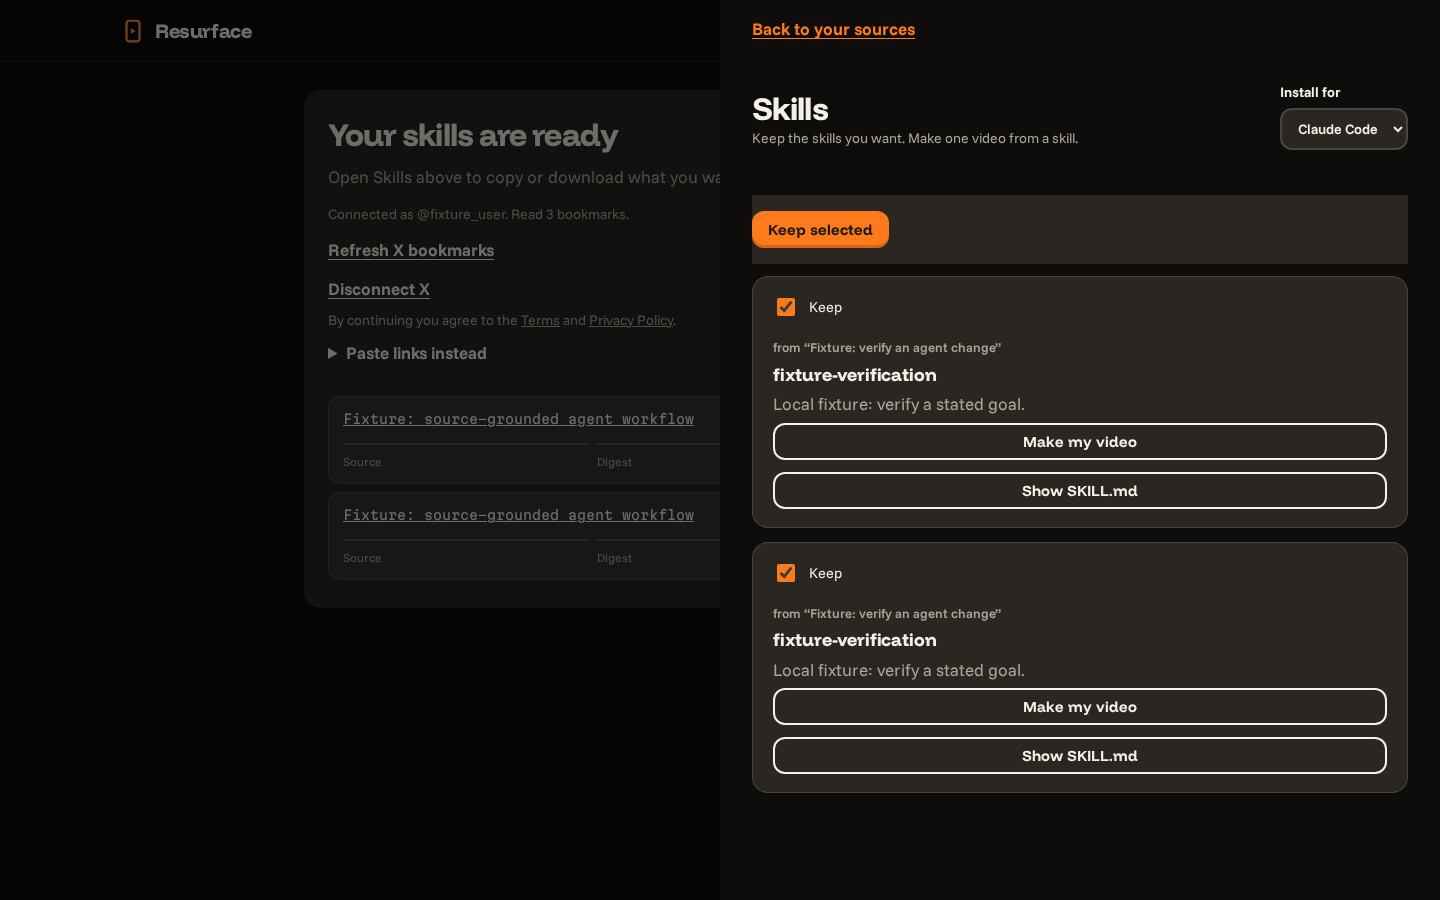 Resurface
Your skills are ready
Open Skills above to copy or download what you
Connected as @fixture_user. Read 3 bookmarks.
Refresh X bookmarks
Disconnect X
By continuing you agree to the Terms and Privacy Policy.
Paste links instead
Fixture: source-grounded agent workflow
Source Digest
Fixture: source-grounded agent workflow
Source Digest
Back to your sources
Skills
Keep the skills you want. Make one video from a skill.
Install for
Claude Code
Keep selected
Keep
from “Fixture: verify an agent change”
fixture-verification
Local fixture: verify a stated goal.
Make my video
Show SKILL.md
Keep
from “Fixture: verify an agent change”
fixture-verification
Local fixture: verify a stated goal.
Make my video
Show SKILL.md